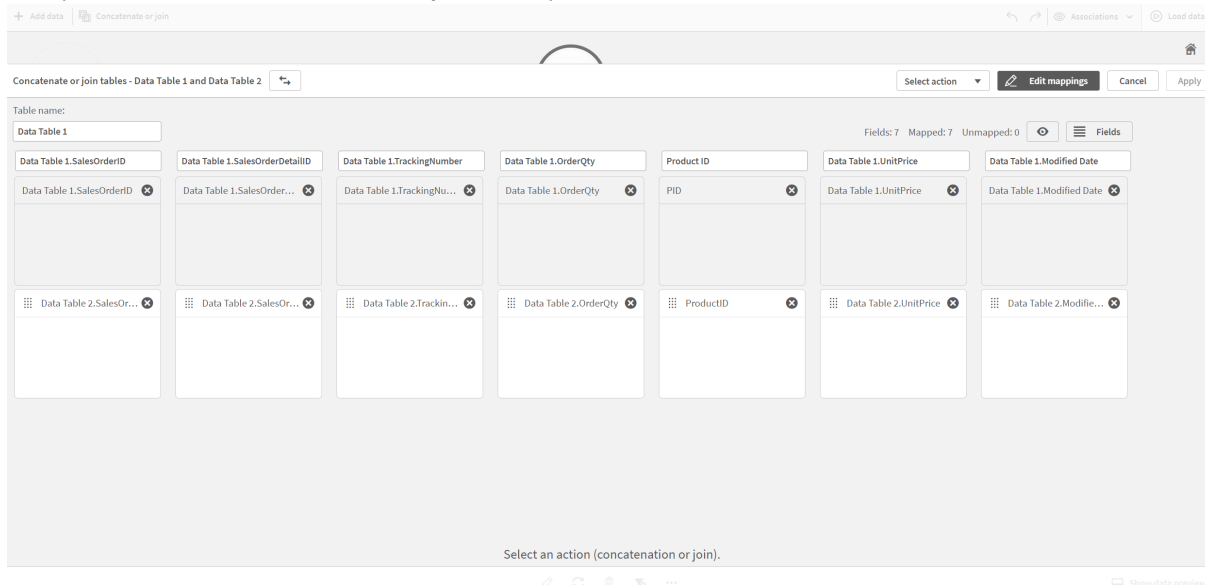 Add data Concatenate or join Associations Load data
Concatenate or join tables - Data Table 1 and Data Table 2 Select action Edit mappings Cancel Apply
Table name:
Data Table 1 Fields: 7 Mapped: 7 Unmapped: 0 Fields
Data Table 1.SalesOrderID Data Table 1.SalesOrderDetailID Data Table 1.TrackingNumber Data Table 1.OrderQty Product ID Data Table 1.UnitPrice Data Table 1.Modified Date
Data Table 1.SalesOrderID Data Table 1.SalesOrder... Data Table 1.TrackingNu... Data Table 1.OrderQty PID Data Table 1.UnitPrice Data Table 1.Modified Date
Data Table 2.SalesOr... Data Table 2.SalesOr... Data Table 2.Trackin... Data Table 2.OrderQty ProductID Data Table 2.UnitPrice Data Table 2.Modifie...
Select an action (concatenation or join).
Show data preview